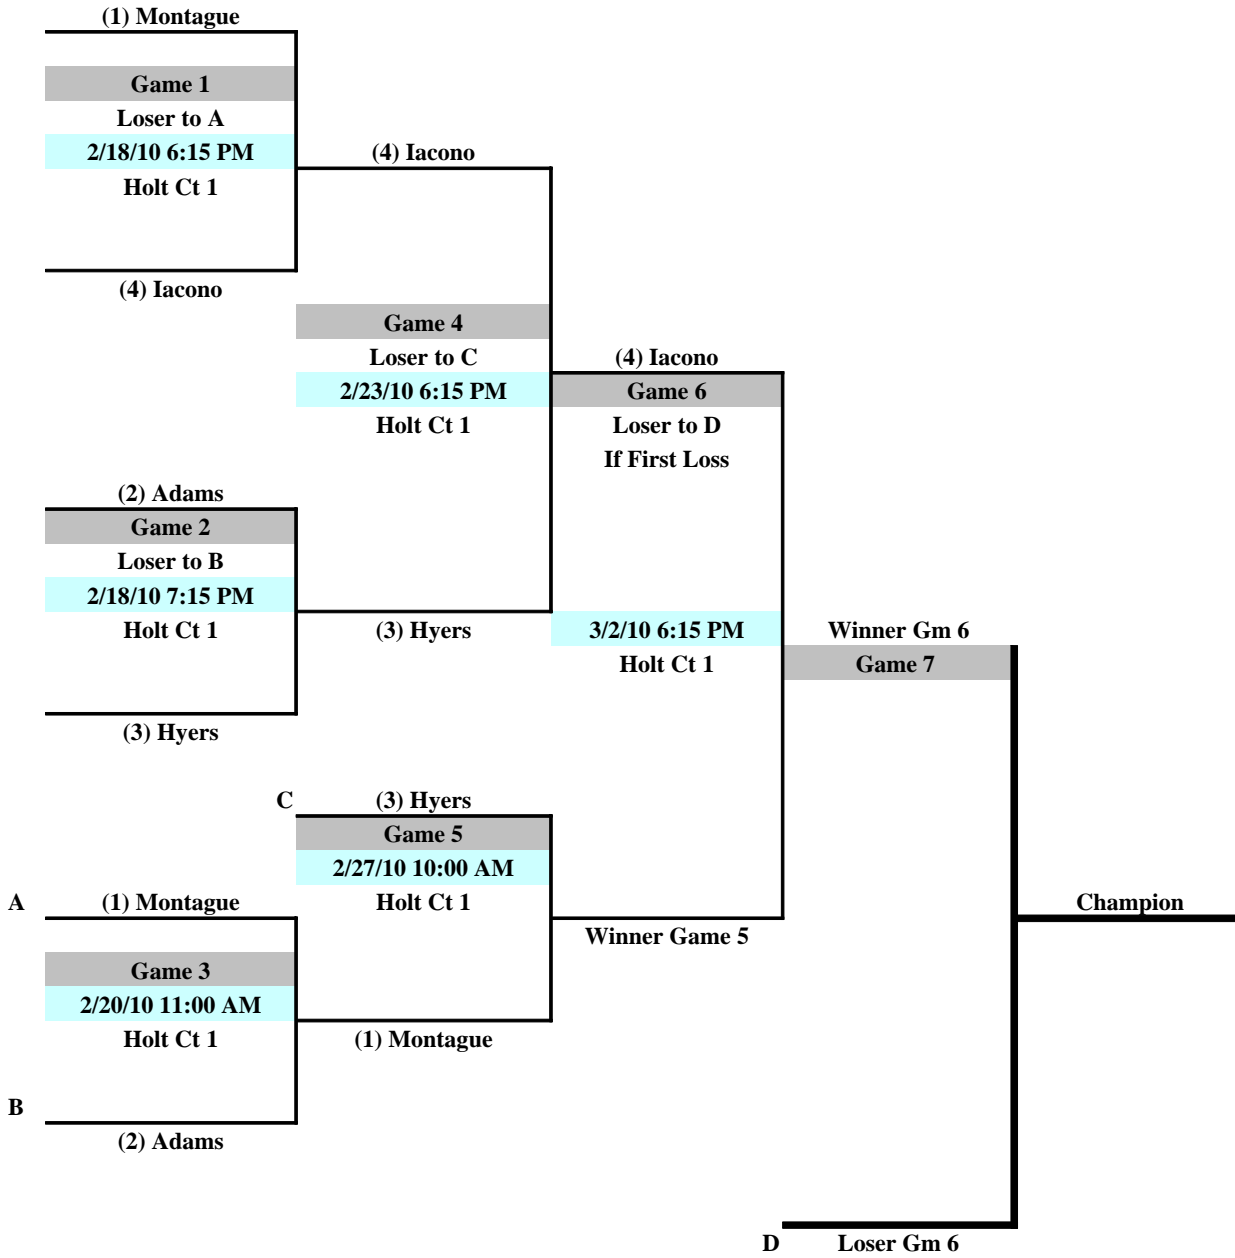 (1) Montague
Game 1
Loser to A
2/18/10 6:15 PM
Holt Ct 1
(4) Iacono
(4) Iacono
Game 4
Loser to C
2/23/10 6:15 PM
Holt Ct 1
(4) Iacono
Game 6
Loser to D
If First Loss
(2) Adams
Game 2
Loser to B
2/18/10 7:15 PM
Holt Ct 1
(3) Hyers
(3) Hyers
3/2/10 6:15 PM
Holt Ct 1
Winner Gm 6
Game 7
C (3) Hyers
Game 5
2/27/10 10:00 AM
Holt Ct 1
A (1) Montague
Game 3
2/20/10 11:00 AM
Holt Ct 1
(1) Montague
Winner Game 5
Champion
B
(2) Adams
D Loser Gm 6